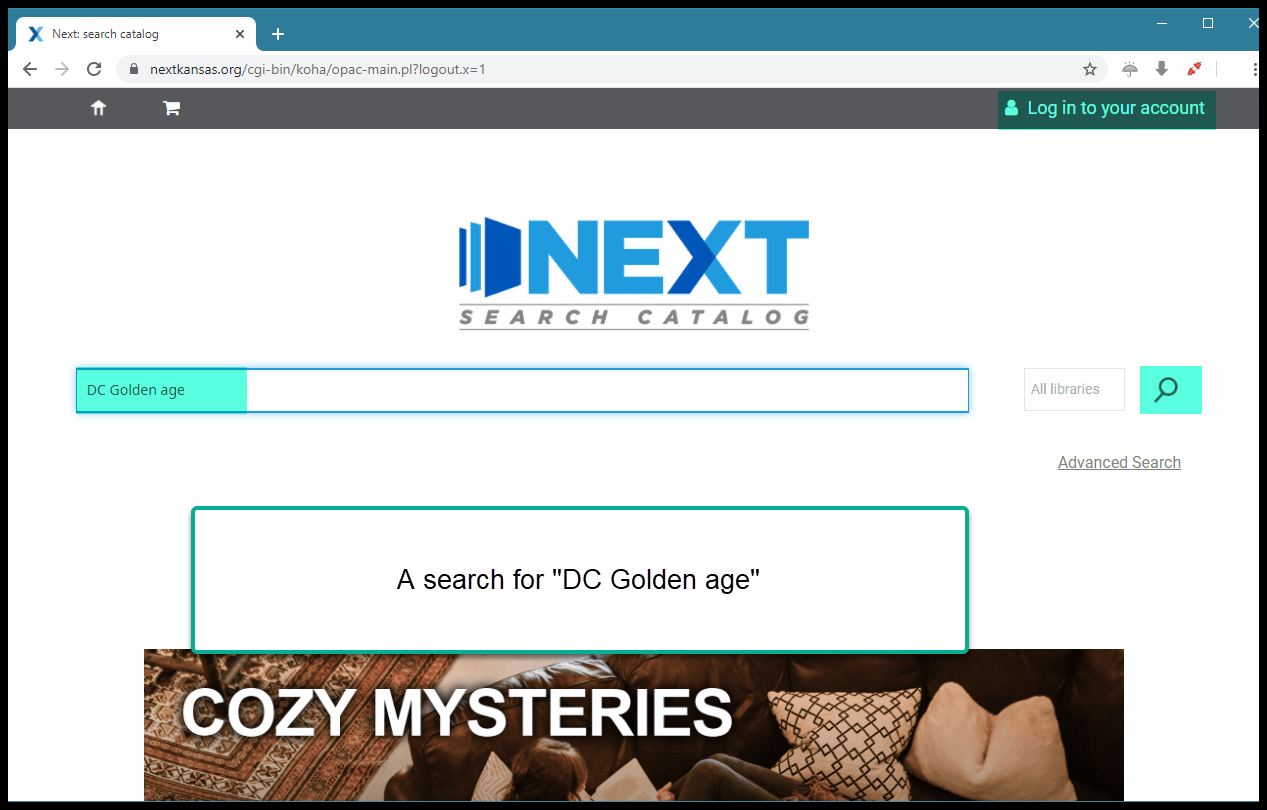 Next: search catalog
nextkansas.org/cgi-bin/koha/opac-main.pl?logout.x=1
Log in to your account
NEXT
SEARCH CATALOG
DC Golden age
All libraries
Advanced Search
A search for "DC Golden age"
COZY MYSTERIES